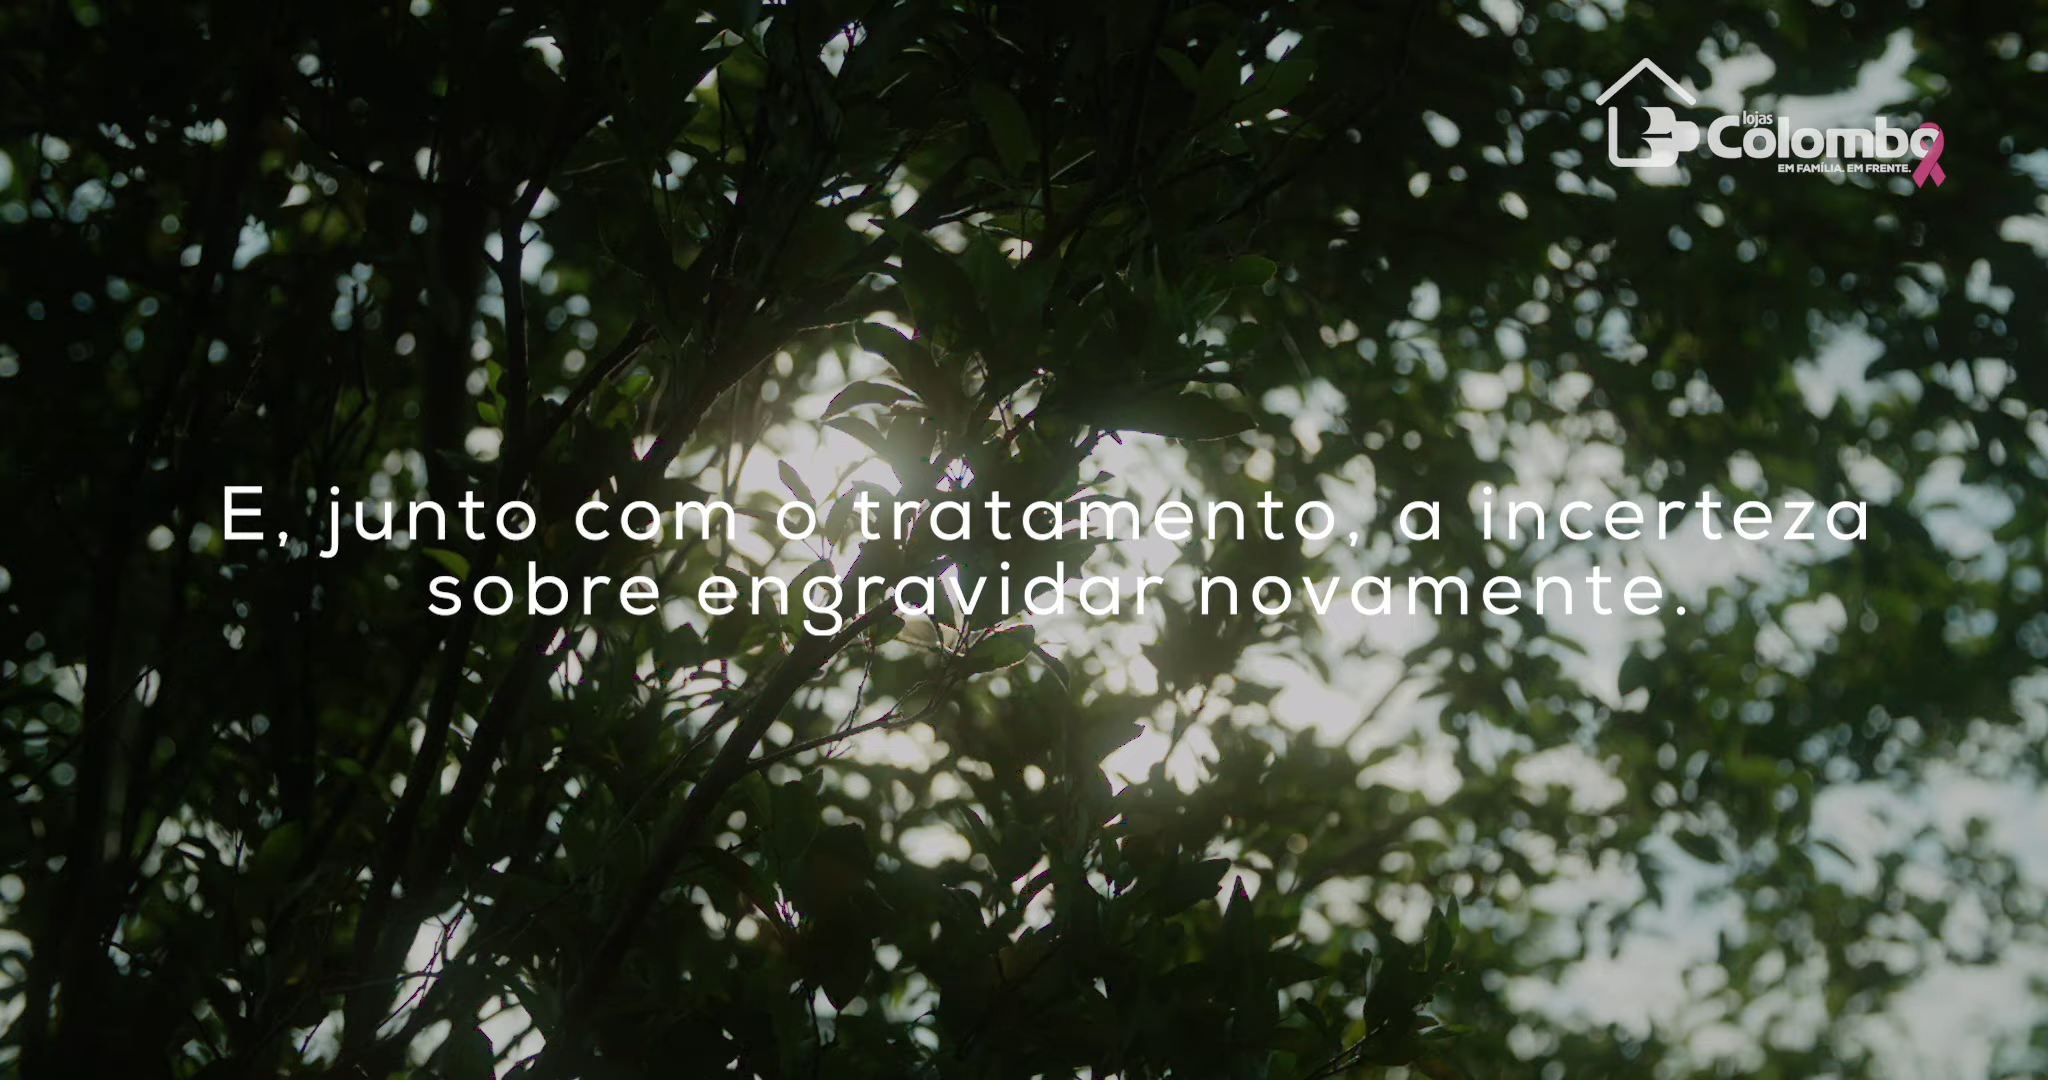 lojas
Colombo
EM FAMÍLIA. EM FRENTE.
E, junto com o tratamento, a incerteza
sobre engravidar novamente.